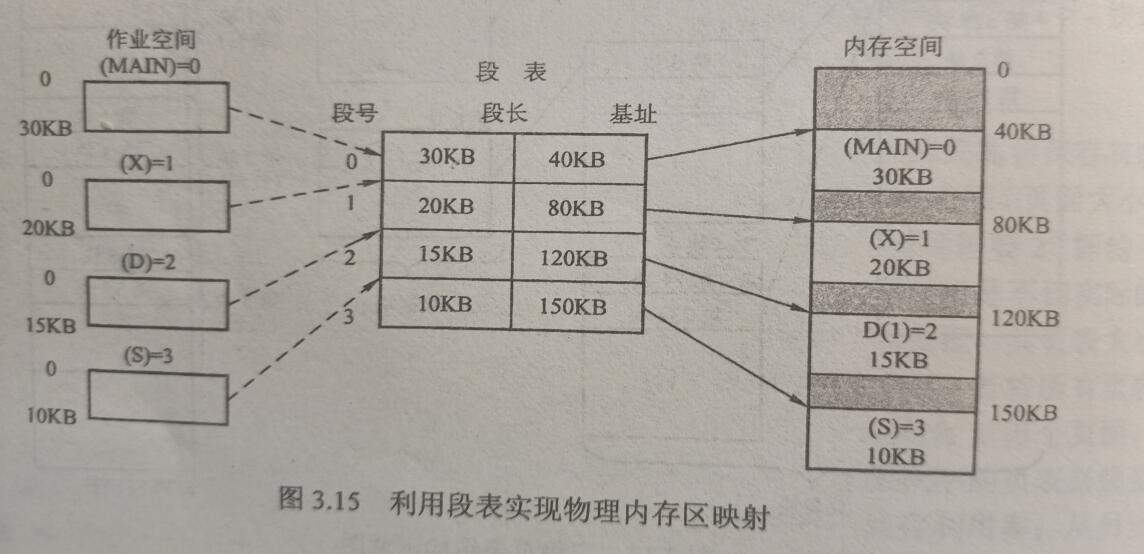 作业空间
(MAIN)=0
0
30KB
(X)=1
0
20KB
(D)=2
0
15KB
(S)=3
0
10KB
段 表
段号 段长 基址
0 30KB 40KB
1 20KB 80KB
2 15KB 120KB
3 10KB 150KB
内存空间
0
40KB
(MAIN)=0
30KB
80KB
(X)=1
20KB
120KB
D(1)=2
15KB
150KB
(S)=3
10KB
图 3.15 利用段表实现物理内存区映射